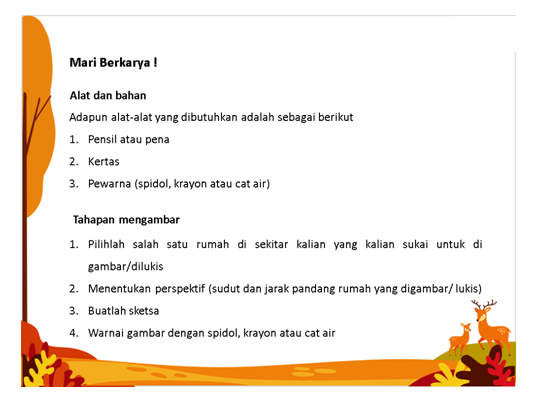 Mari Berkarya !
Alat dan bahan
Adapun alat-alat yang dibutuhkan adalah sebagai berikut
1. Pensil atau pena
2. Kertas
3. Pewarna (spidol, krayon atau cat air)
Tahapan mengambar
1. Pilihlah salah satu rumah di sekitar kalian yang kalian sukai untuk di
gambar/dilukis
2. Menentukan perspektif (sudut dan jarak pandang rumah yang digambar/ lukis)
3. Buatlah sketsa
4. Warnai gambar dengan spidol, krayon atau cat air